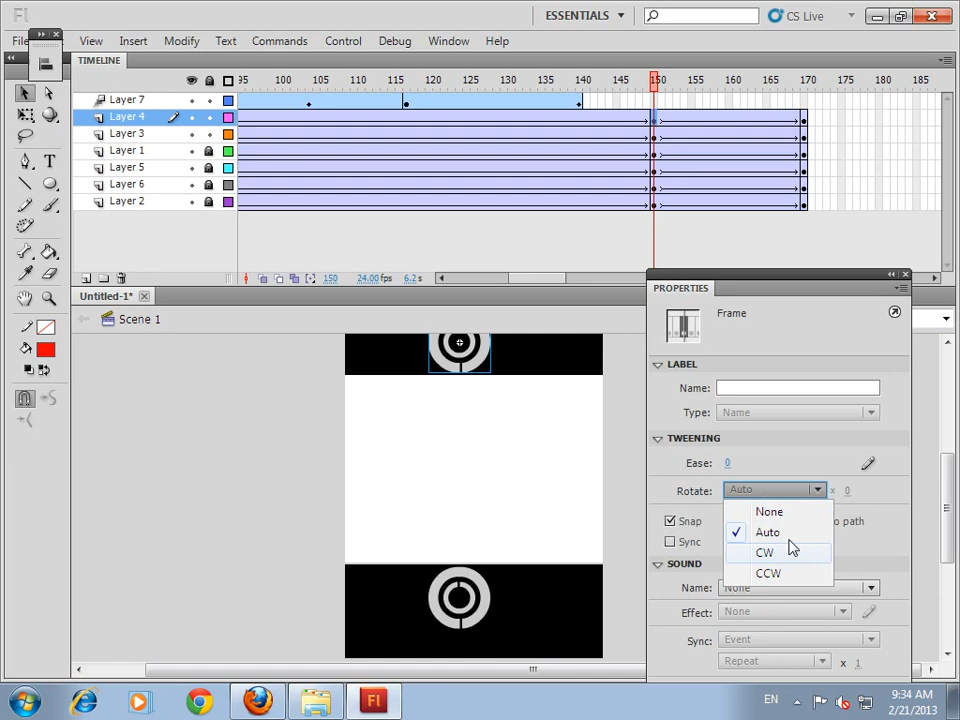 Fl
ESSENTIALS
CS Live
File View Insert Modify Text Commands Control Debug Window Help
TIMELINE
95 100 105 110 115 120 125 130 135 140 145 150 155 160 165 170 175 180 185
Layer 7
Layer 4
Layer 3
Layer 1
Layer 5
Layer 6
Layer 2
150 24.00 fps 6.2 s
Untitled-1*
Scene 1
PROPERTIES
Frame
LABEL
Name:
Type: Name
TWEENING
Ease: 0
Rotate: Auto x 0
None
Auto
CW
CCW
Snap o path
Sync
SOUND
Name: None
Effect: None
Sync: Event
Repeat x 1
Fl
EN
9:34 AM
2/21/2013